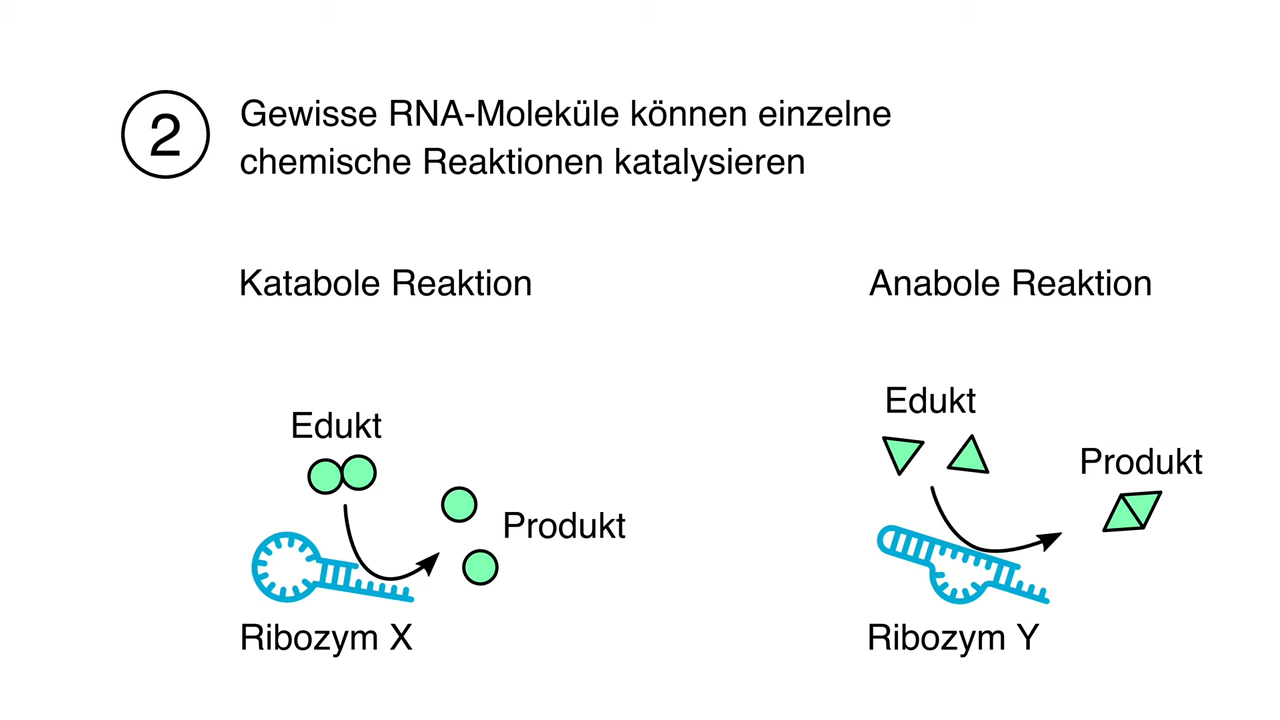 2
Gewisse RNA-Moleküle können einzelne
chemische Reaktionen katalysieren
Katabole Reaktion
Edukt
Produkt
Ribozym X
Anabole Reaktion
Edukt
Produkt
Ribozym Y